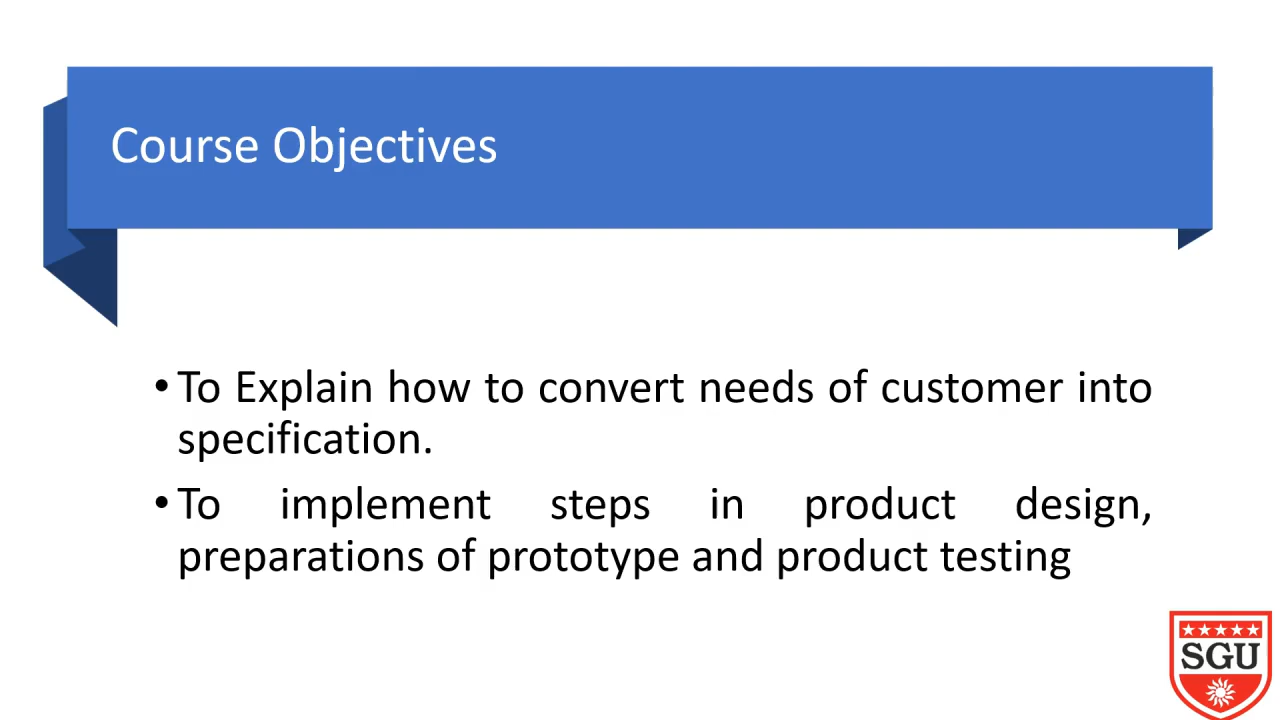 Course Objectives
• To Explain how to convert needs of customer into
specification.
• To implement steps in product design,
preparations of prototype and product testing
SGU